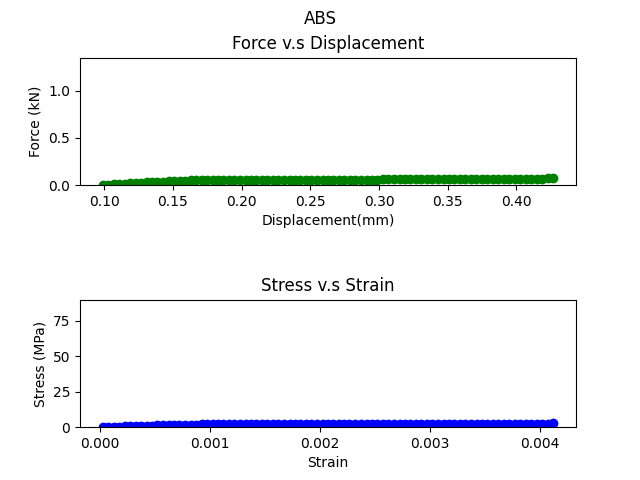 ABS
Force v.s Displacement
1.0
0.5
0.0
Force (kN)
0.10 0.15 0.20 0.25 0.30 0.35 0.40
Displacement(mm)
Stress v.s Strain
75
50
25
0
Stress (MPa)
0.000 0.001 0.002 0.003 0.004
Strain